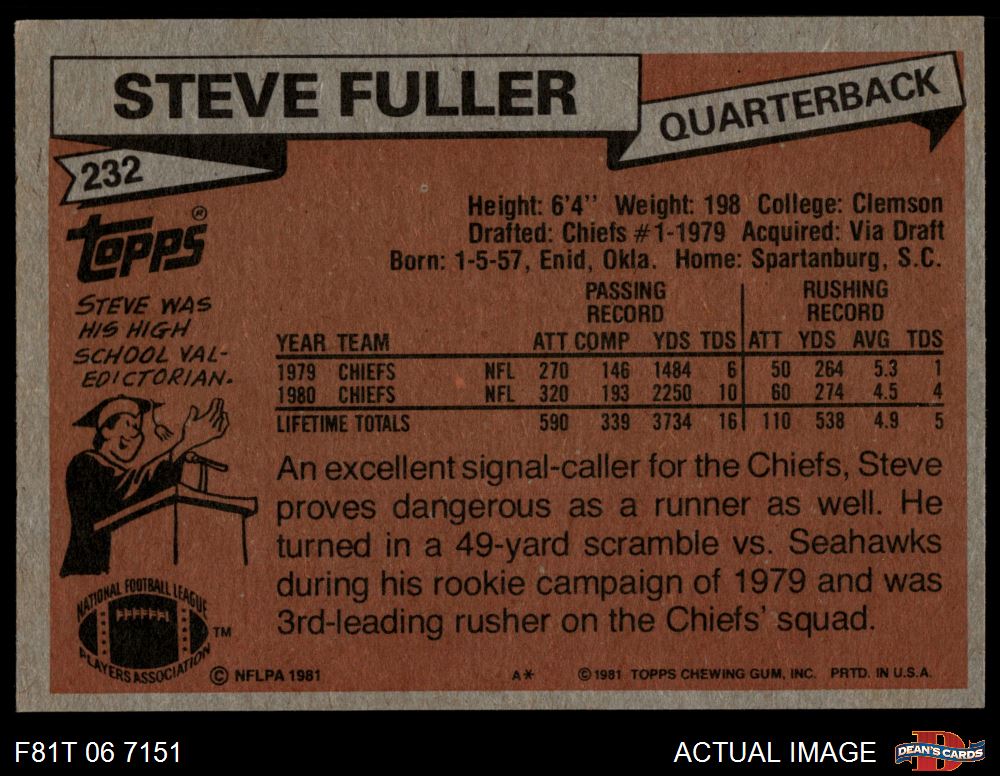 STEVE FULLER
QUARTERBACK
232
Topps®
Height: 6'4'' Weight: 198 College: Clemson
Drafted: Chiefs #1-1979 Acquired: Via Draft
Born: 1-5-57, Enid, Okla. Home: Spartanburg, S.C.
STEVE WAS
HIS HIGH
SCHOOL VAL-
EDICTORIAN.
PASSING RUSHING
RECORD RECORD
YEAR TEAM ATT COMP YDS TDS ATT YDS AVG TDS
1979 CHIEFS NFL 270 146 1484 6 50 264 5.3 1
1980 CHIEFS NFL 320 193 2250 10 60 274 4.5 4
LIFETIME TOTALS 590 339 3734 16 110 538 4.9 5
An excellent signal-caller for the Chiefs, Steve
proves dangerous as a runner as well. He
turned in a 49-yard scramble vs. Seahawks
during his rookie campaign of 1979 and was
3rd-leading rusher on the Chiefs' squad.
NATIONAL FOOTBALL LEAGUE
PLAYERS ASSOCIATION
TM
© NFLPA 1981 A* © 1981 TOPPS CHEWING GUM, INC. PRTD. IN U.S.A.
F81T 06 7151 ACTUAL IMAGE D DEAN'S CARDS